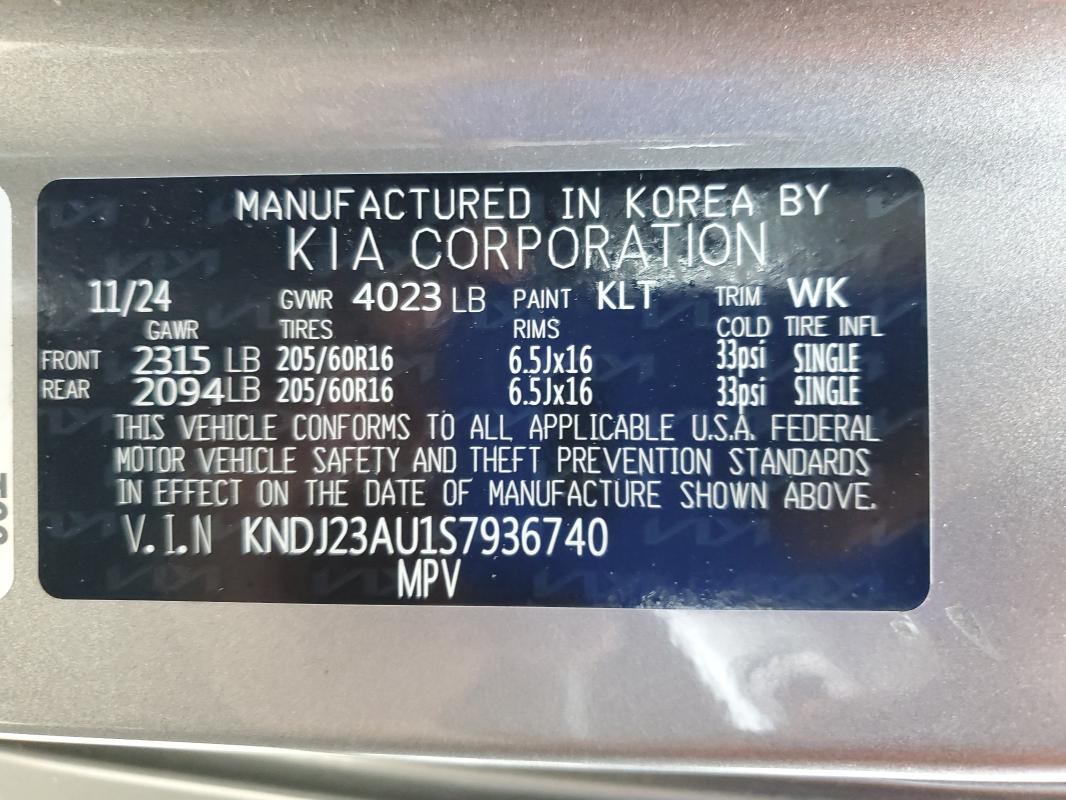 MANUFACTURED IN KOREA BY
KIA CORPORATION
11/24 GVWR 4023 LB PAINT KLT TRIM WK
GAWR TIRES RIMS COLD TIRE INFL
FRONT 2315 LB 205/60R16 6.5Jx16 33psi SINGLE
REAR 2094 LB 205/60R16 6.5Jx16 33psi SINGLE
THIS VEHICLE CONFORMS TO ALL APPLICABLE U.S.A. FEDERAL
MOTOR VEHICLE SAFETY AND THEFT PREVENTION STANDARDS
IN EFFECT ON THE DATE OF MANUFACTURE SHOWN ABOVE.
V.I.N KNDJ23AU1S7936740
MPV